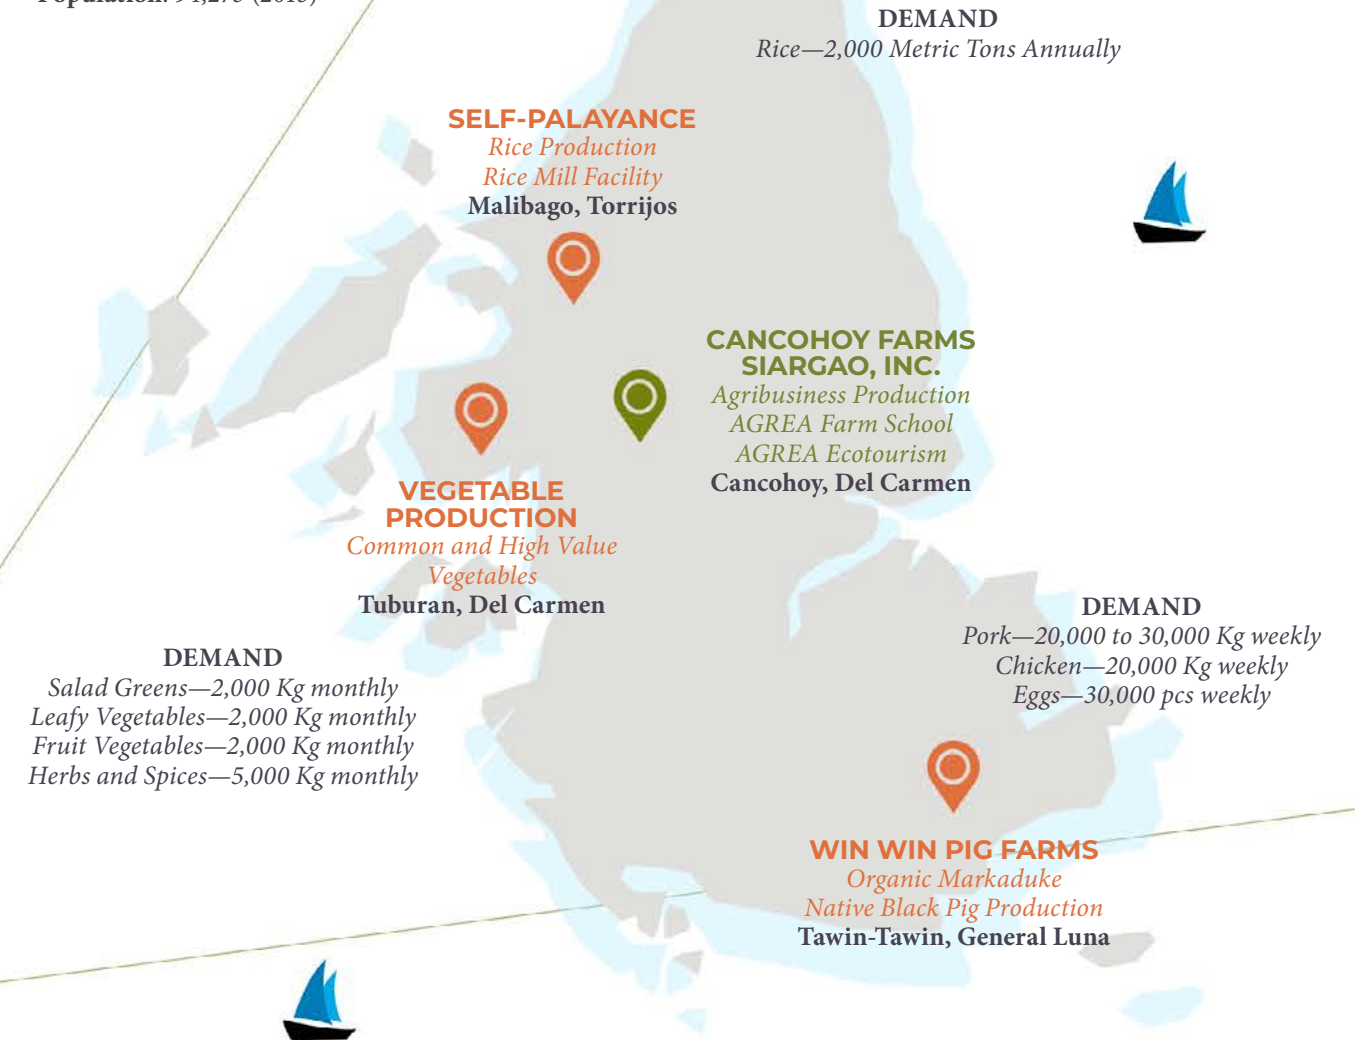 DEMAND
Rice—2,000 Metric Tons Annually
SELF-PALAYANCE
Rice Production
Rice Mill Facility
Malibago, Torrijos
CANCOHOY FARMS
SIARGAO, INC.
Agribusiness Production
AGREA Farm School
AGREA Ecotourism
Cancohoy, Del Carmen
VEGETABLE
PRODUCTION
Common and High Value
Vegetables
Tuburan, Del Carmen
DEMAND
Pork—20,000 to 30,000 Kg weekly
Chicken—20,000 Kg weekly
Eggs—30,000 pcs weekly
DEMAND
Salad Greens—2,000 Kg monthly
Leafy Vegetables—2,000 Kg monthly
Fruit Vegetables—2,000 Kg monthly
Herbs and Spices—5,000 Kg monthly
WIN WIN PIG FARMS
Organic Markaduke
Native Black Pig Production
Tawin-Tawin, General Luna